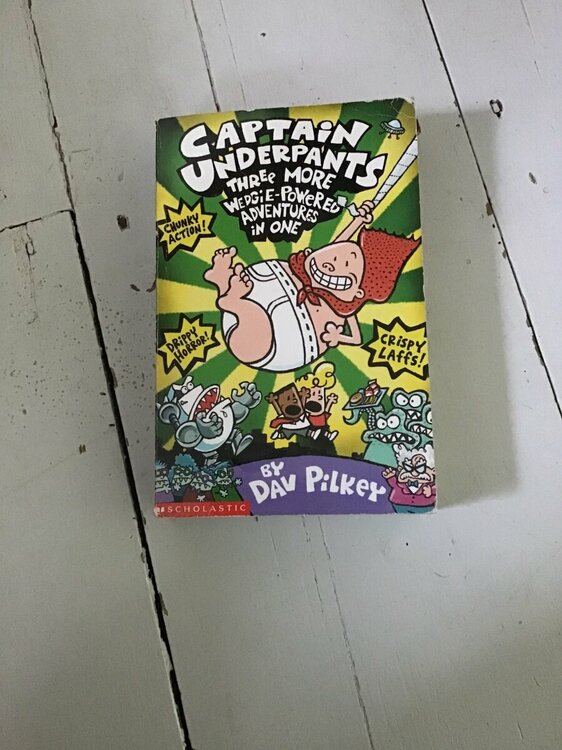 CAPTAIN
UNDERPANTS
THREE MORE
WEDGIE-POWERED
ADVENTURES
IN ONE
CHUNKY
ACTION!
DRIPPY
HORROR!
CRISPY
LAFFS!
BY
DAV PILKEY
SCHOLASTIC